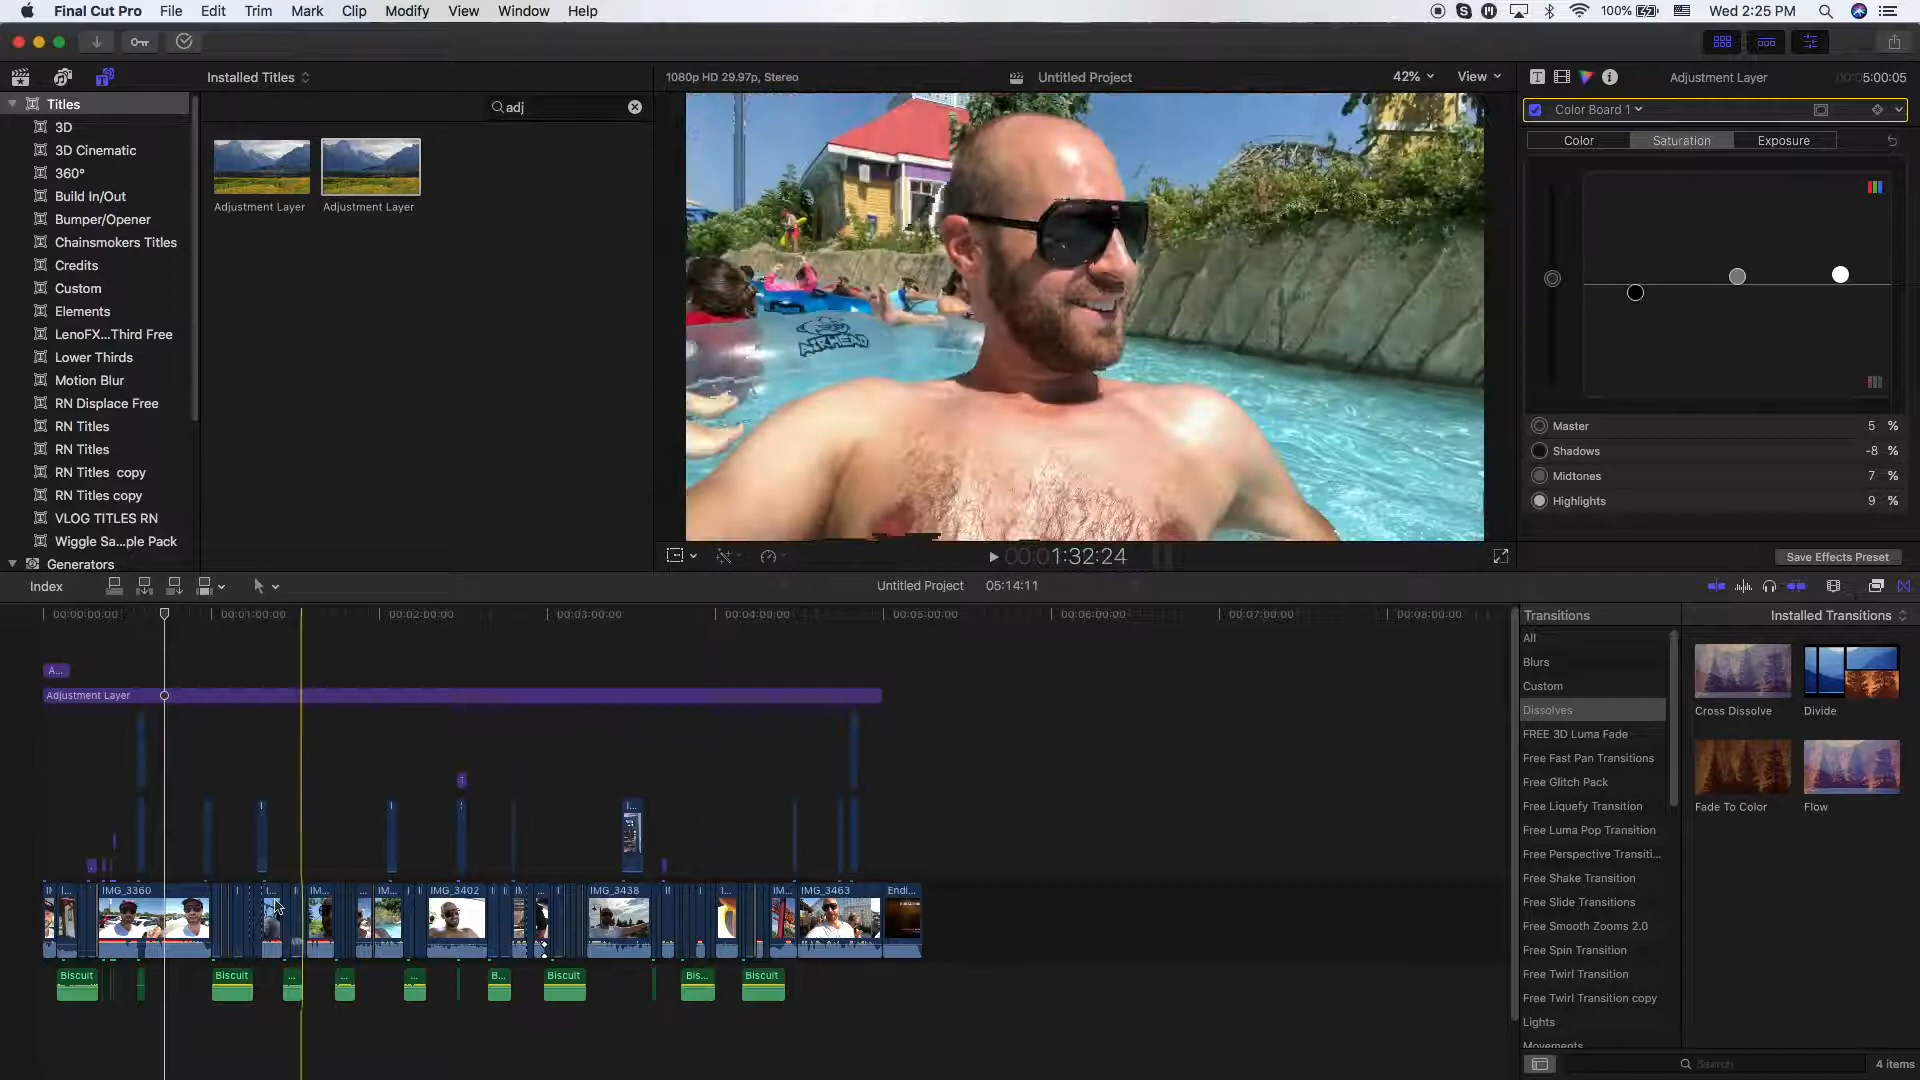 Final Cut Pro File Edit Trim Mark Clip Modify View Window Help 100% Wed 2:25 PM
Installed Titles 1080p HD 29.97p, Stereo Untitled Project 42% View Adjustment Layer 5:00:05
Titles
3D
3D Cinematic
360°
Build In/Out
Bumper/Opener
Chainsmokers Titles
Credits
Custom
Elements
LenoFX...Third Free
Lower Thirds
Motion Blur
RN Displace Free
RN Titles
RN Titles
RN Titles copy
RN Titles copy
VLOG TITLES RN
Wiggle Sa...ple Pack
Generators
adj
Adjustment Layer Adjustment Layer
AIRHEAD
00:01:32:24
Color Board 1
Color Saturation Exposure
Master 5 %
Shadows -8 %
Midtones 7 %
Highlights 9 %
Save Effects Preset
Index Untitled Project 05:14:11
00:00:00:00 00:01:00:00 00:02:00:00 00:03:00:00 00:04:00:00 00:05:00:00 00:06:00:00 00:07:00:00 00:08:00:00
A...
Adjustment Layer
I...
I... IMG_3360 I... IM... IM... IMG_3402 IMG_3438 I... IM... IMG_3463 Endi...
Biscuit Biscuit ... ... ... B... Biscuit Bis... Biscuit
Transitions Installed Transitions
All
Blurs
Custom
Dissolves
FREE 3D Luma Fade
Free Fast Pan Transitions
Free Glitch Pack
Free Liquefy Transition
Free Luma Pop Transition
Free Perspective Transiti...
Free Shake Transition
Free Slide Transitions
Free Smooth Zooms 2.0
Free Spin Transition
Free Twirl Transition
Free Twirl Transition copy
Lights
Movements
Cross Dissolve Divide
Fade To Color Flow
Search 4 items